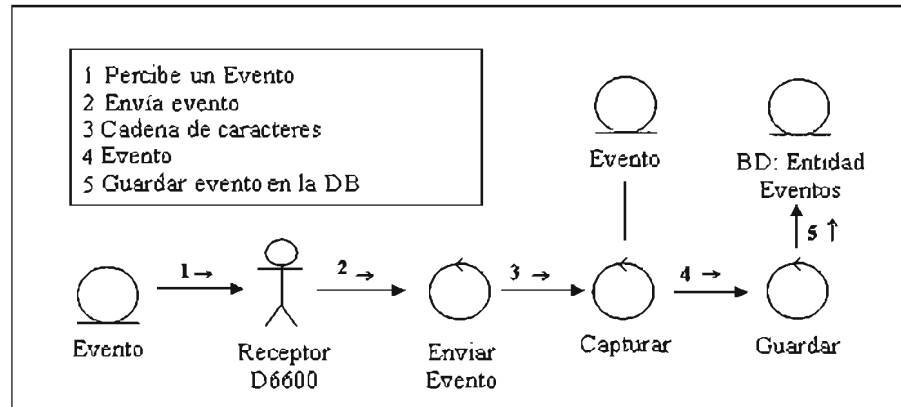 1 Percibe un Evento
2 Envía evento
3 Cadena de caracteres
4 Evento
5 Guardar evento en la DB
Evento
BD: Entidad
Eventos
5 ↑
1 →
2 →
3 →
4 →
Evento
Receptor
D6600
Enviar
Evento
Capturar
Guardar